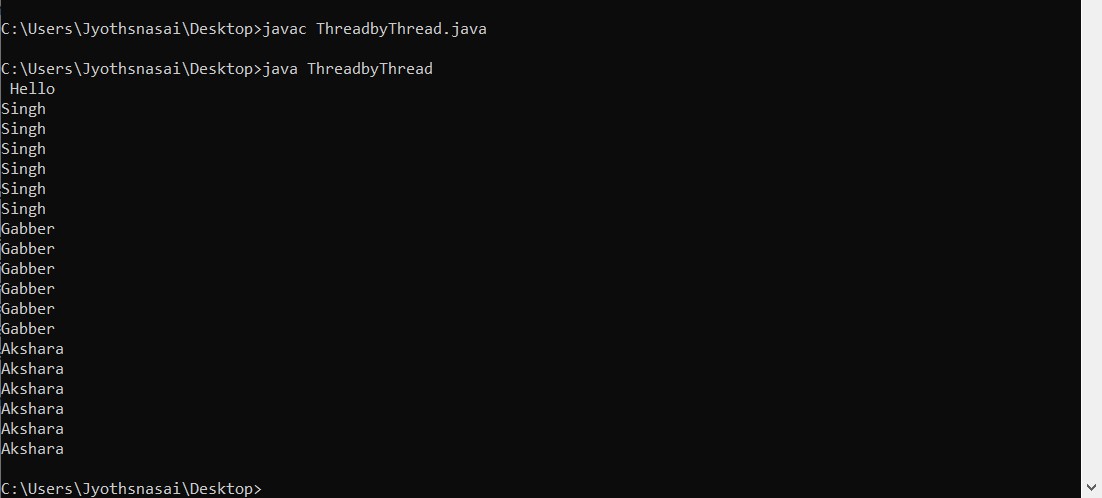 C:\Users\Jyothsnasai\Desktop>javac ThreadbyThread.java
C:\Users\Jyothsnasai\Desktop>java ThreadbyThread
 Hello
Singh
Singh
Singh
Singh
Singh
Singh
Gabber
Gabber
Gabber
Gabber
Gabber
Gabber
Akshara
Akshara
Akshara
Akshara
Akshara
Akshara
C:\Users\Jyothsnasai\Desktop>